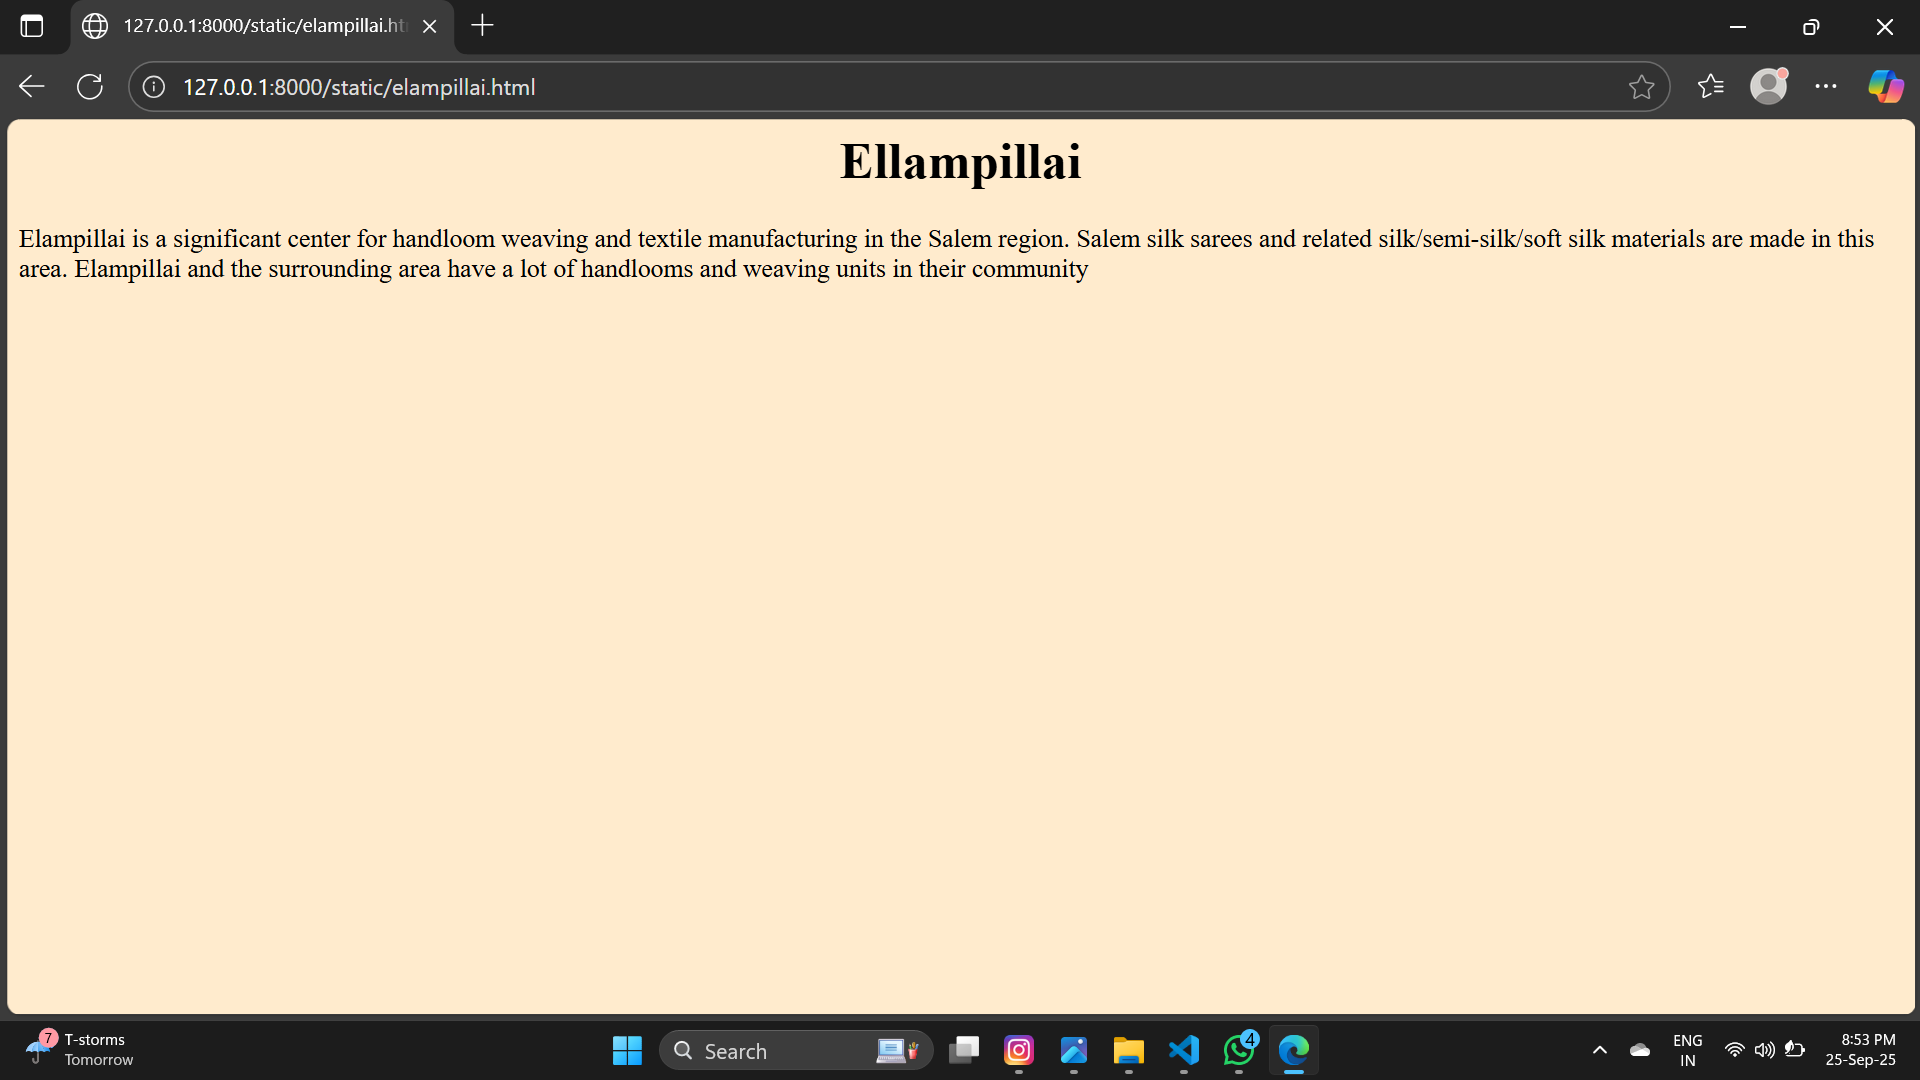 127.0.0.1:8000/static/elampillai.ht
127.0.0.1:8000/static/elampillai.html
Ellampillai
Elampillai is a significant center for handloom weaving and textile manufacturing in the Salem region. Salem silk sarees and related silk/semi-silk/soft silk materials are made in this
area. Elampillai and the surrounding area have a lot of handlooms and weaving units in their community
7
T-storms
Tomorrow
Search
4
ENG
IN
8:53 PM
25-Sep-25